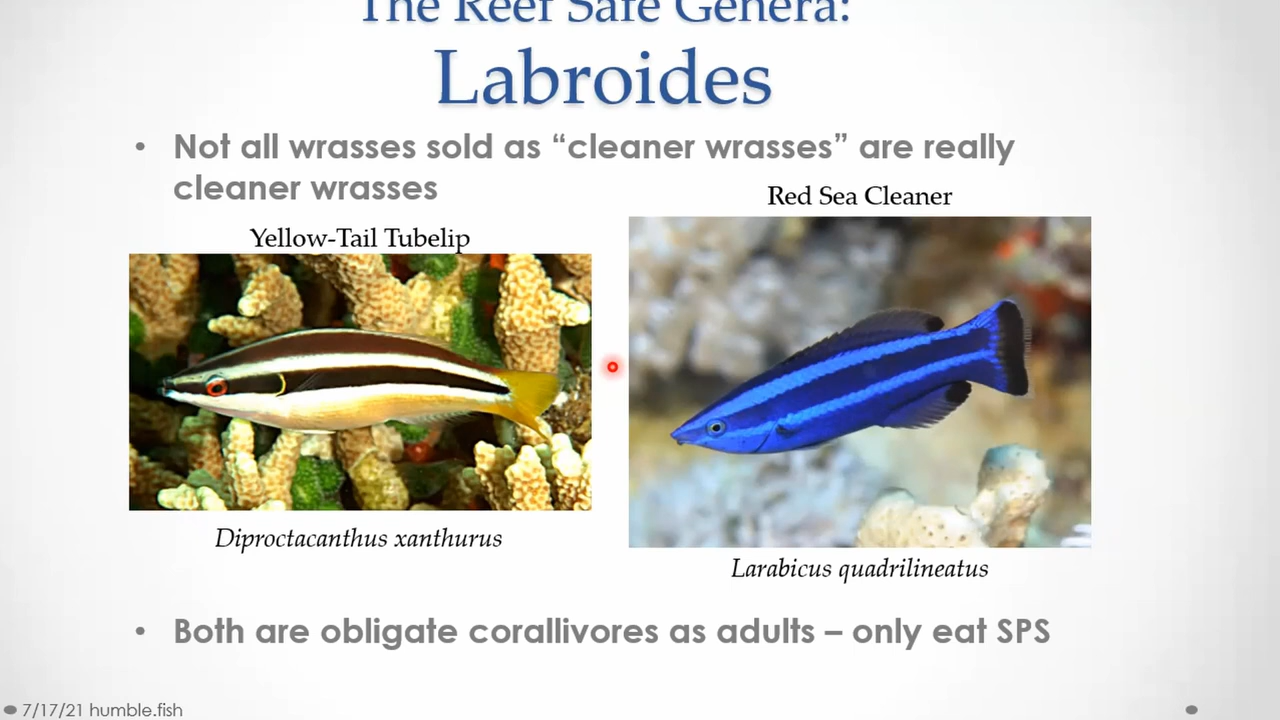 The Reef Safe Genera:
Labroides
• Not all wrasses sold as “cleaner wrasses” are really
cleaner wrasses
Red Sea Cleaner
Yellow-Tail Tubelip
Diproctacanthus xanthurus
Larabicus quadrilineatus
• Both are obligate corallivores as adults – only eat SPS
7/17/21 humble.fish